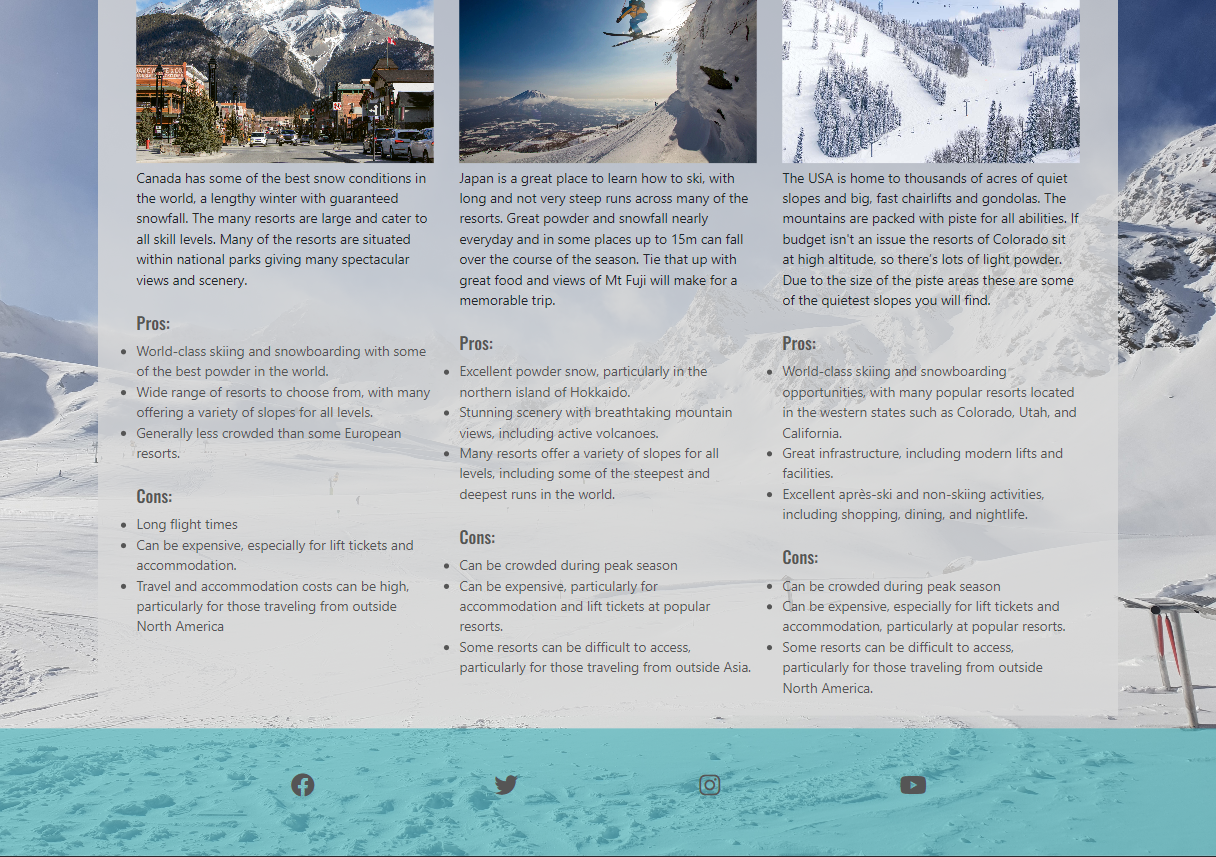 Canada has some of the best snow conditions in
the world, a lengthy winter with guaranteed
snowfall. The many resorts are large and cater to
all skill levels. Many of the resorts are situated
within national parks giving many spectacular
views and scenery.
Pros:
World-class skiing and snowboarding with some
of the best powder in the world.
Wide range of resorts to choose from, with many
offering a variety of slopes for all levels.
Generally less crowded than some European
resorts.
Cons:
Long flight times
Can be expensive, especially for lift tickets and
accommodation.
Travel and accommodation costs can be high,
particularly for those traveling from outside
North America
Japan is a great place to learn how to ski, with
long and not very steep runs across many of the
resorts. Great powder and snowfall nearly
everyday and in some places up to 15m can fall
over the course of the season. Tie that up with
great food and views of Mt Fuji will make for a
memorable trip.
Pros:
Excellent powder snow, particularly in the
northern island of Hokkaido.
Stunning scenery with breathtaking mountain
views, including active volcanoes.
Many resorts offer a variety of slopes for all
levels, including some of the steepest and
deepest runs in the world.
Cons:
Can be crowded during peak season
Can be expensive, particularly for
accommodation and lift tickets at popular
resorts.
Some resorts can be difficult to access,
particularly for those traveling from outside Asia.
The USA is home to thousands of acres of quiet
slopes and big, fast chairlifts and gondolas. The
mountains are packed with piste for all abilities. If
budget isn't an issue the resorts of Colorado sit
at high altitude, so there's lots of light powder.
Due to the size of the piste areas these are some
of the quietest slopes you will find.
Pros:
World-class skiing and snowboarding
opportunities, with many popular resorts located
in the western states such as Colorado, Utah, and
California.
Great infrastructure, including modern lifts and
facilities.
Excellent après-ski and non-skiing activities,
including shopping, dining, and nightlife.
Cons:
Can be crowded during peak season
Can be expensive, especially for lift tickets and
accommodation, particularly at popular resorts.
Some resorts can be difficult to access,
particularly for those traveling from outside
North America.